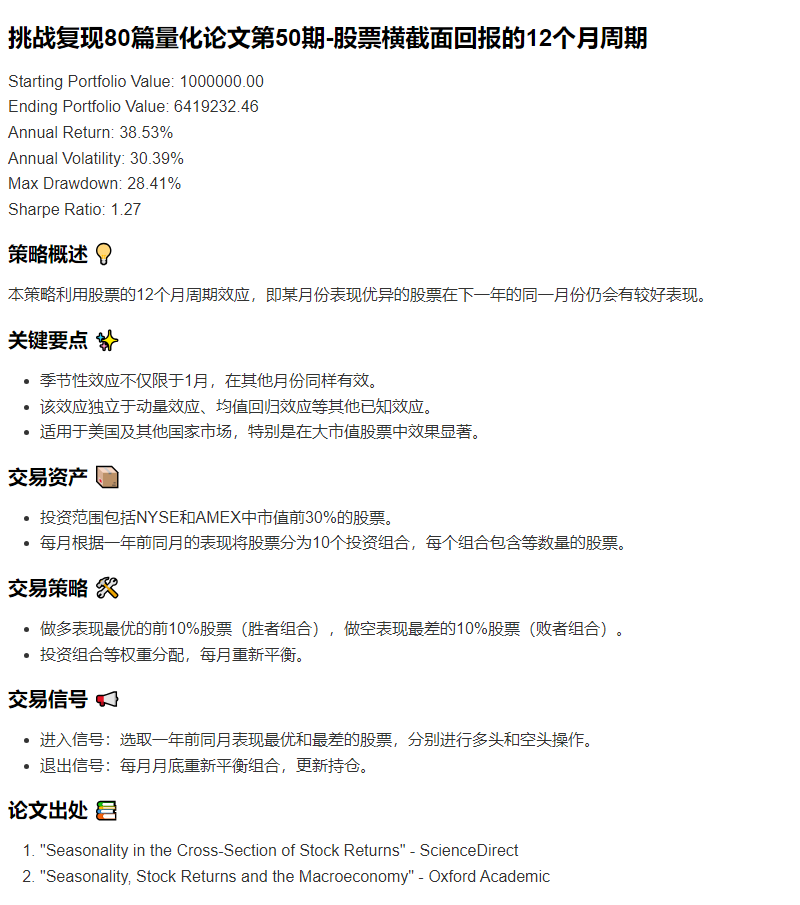 挑战复现80篇量化论文第50期-股票横截面回报的12个月周期
Starting Portfolio Value: 1000000.00
Ending Portfolio Value: 6419232.46
Annual Return: 38.53%
Annual Volatility: 30.39%
Max Drawdown: 28.41%
Sharpe Ratio: 1.27
策略概述 💡
本策略利用股票的12个月周期效应，即某月份表现优异的股票在下一年的同一月份仍会有较好表现。
关键要点 ✨
• 季节性效应不仅限于1月，在其他月份同样有效。
• 该效应独立于动量效应、均值回归效应等其他已知效应。
• 适用于美国及其他国家市场，特别是在大市值股票中效果显著。
交易资产 📦
• 投资范围包括NYSE和AMEX中市值前30%的股票。
• 每月根据一年前同月的表现将股票分为10个投资组合，每个组合包含等数量的股票。
交易策略 🛠
• 做多表现最优的前10%股票（胜者组合），做空表现最差的10%股票（败者组合）。
• 投资组合等权重分配，每月重新平衡。
交易信号 📢
• 进入信号：选取一年前同月表现最优和最差的股票，分别进行多头和空头操作。
• 退出信号：每月月底重新平衡组合，更新持仓。
论文出处 📚
1. "Seasonality in the Cross-Section of Stock Returns" - ScienceDirect
2. "Seasonality, Stock Returns and the Macroeconomy" - Oxford Academic